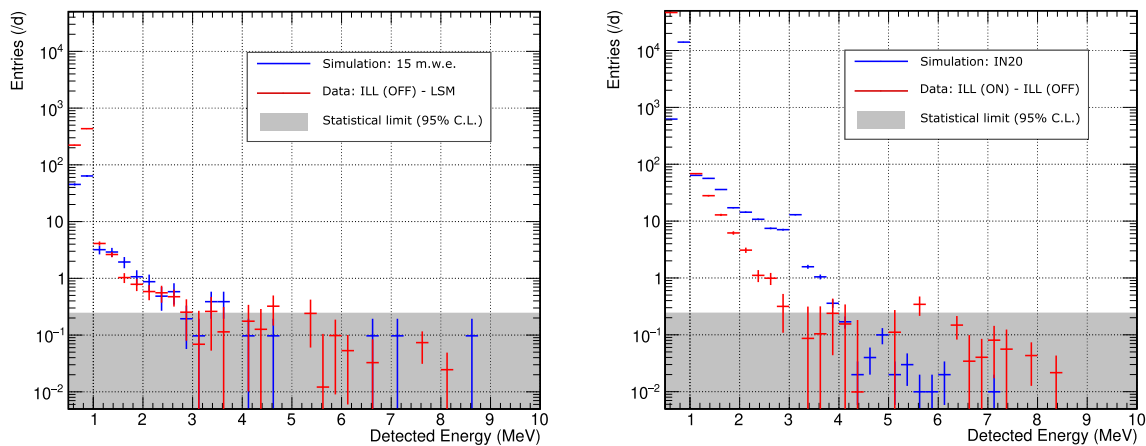 Entries (/d)
10⁴
10³
10²
10
1
10⁻¹
10⁻²
1 2 3 4 5 6 7 8 9 10
Detected Energy (MeV)
Simulation: 15 m.w.e.
Data: ILL (OFF) - LSM
Statistical limit (95% C.L.)
Entries (/d)
10⁴
10³
10²
10
1
10⁻¹
10⁻²
1 2 3 4 5 6 7 8 9 10
Detected Energy (MeV)
Simulation: IN20
Data: ILL (ON) - ILL (OFF)
Statistical limit (95% C.L.)